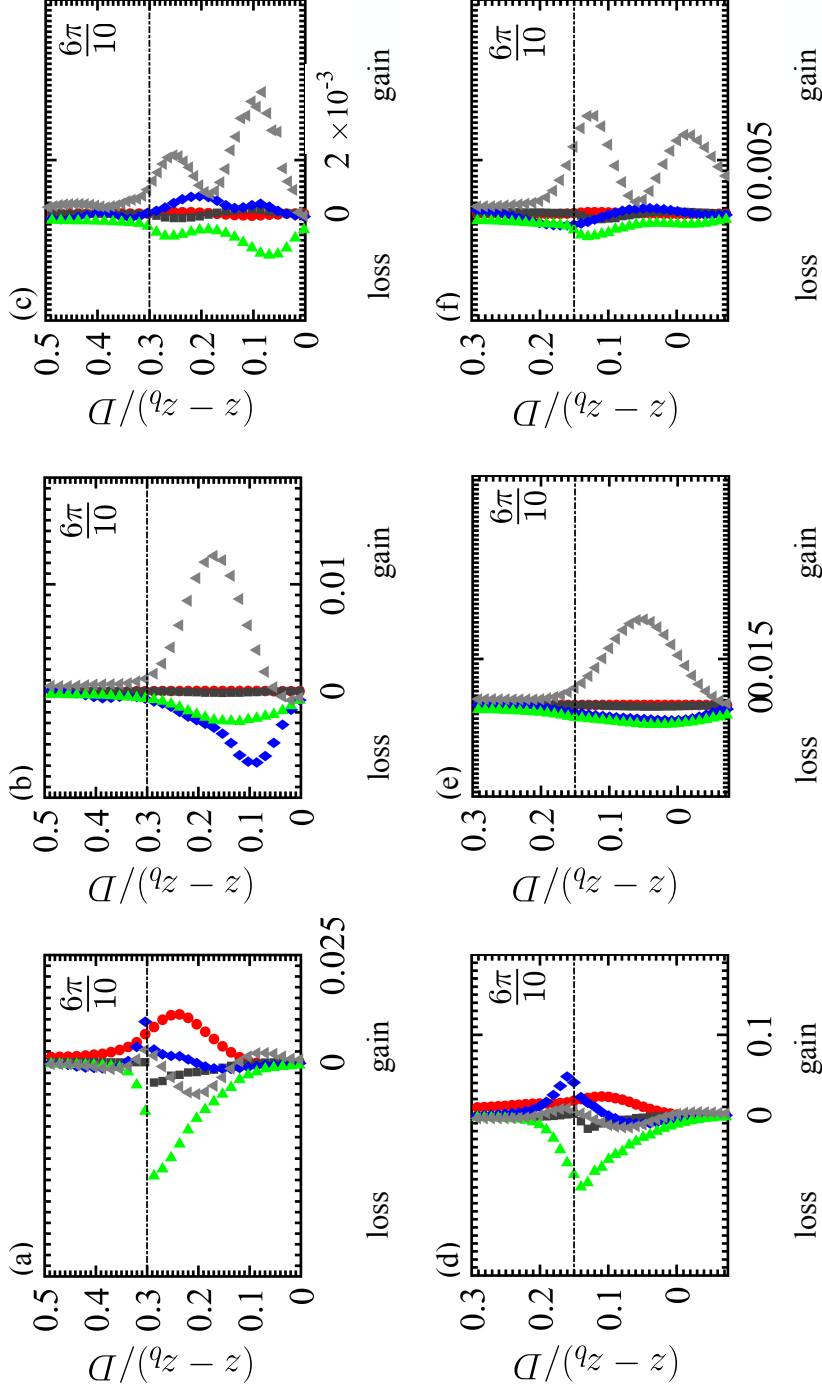 (a)
6π
10
0.5
0.4
0.3
0.2
0.1
0
(z − z_b)/D
0 0.025
loss gain
(b)
6π
10
0.5
0.4
0.3
0.2
0.1
0
(z − z_b)/D
0 0.01
loss gain
(c)
6π
10
0.5
0.4
0.3
0.2
0.1
0
(z − z_b)/D
0 2 ×10⁻³
loss gain
(d)
6π
10
0.3
0.2
0.1
0
(z − z_b)/D
0 0.1
loss gain
(e)
6π
10
0.3
0.2
0.1
0
(z − z_b)/D
0 0.015
loss gain
(f)
6π
10
0.3
0.2
0.1
0
(z − z_b)/D
0 0.005
loss gain